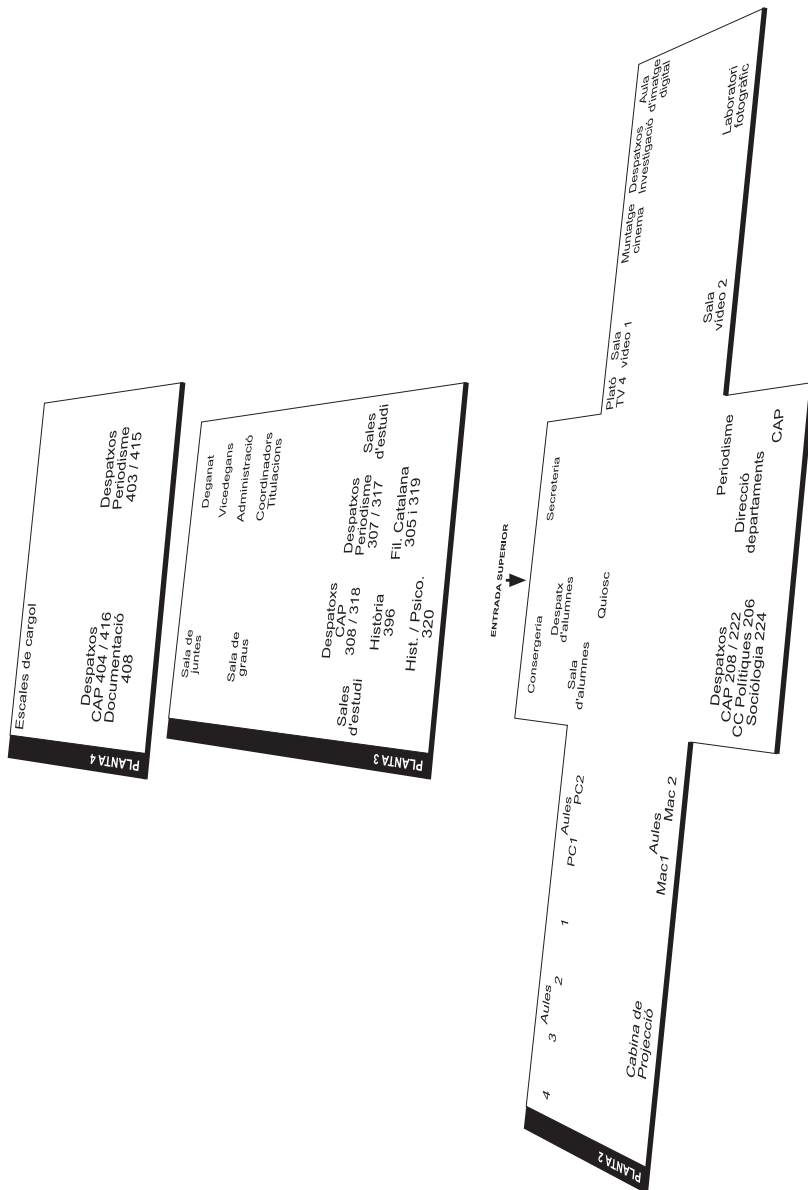 Escales de cargol
Despatxos
CAP 404 / 416
Documentació
408
Despatxos
Periodisme
403 / 415
PLANTA 4
Sala de
juntes
Sala de
graus
Deganat
Vicedegans
Administració
Coordinadors
Titulacions
Sales
d'estudi
Despatoxs
CAP
308 / 318
Història
396
Hist. / Psico.
320
Despatxos
Periodisme
307 / 317
Fil. Catalana
305 i 319
Sales
d'estudi
PLANTA 3
ENTRADA SUPERIOR
Consergeria
Sala
d'alumnes
Despatx
d'alumnes
Quiosc
Secreteria
Plató
TV 4
Sala
vídeo 1
Muntatge
cinema
Despatxos
Investigació
Aula
d'imatge
digital
Laboratori
fotogràfic
Sala
vídeo 2
Aules
4 3 2 1
Aules
PC1 PC2
Cabina de
Projecció
Aules
Mac1 Mac 2
Despatxos
CAP 208 / 222
CC Polítiques 206
Sociòlogia 224
Periodisme
Direcció
departaments
CAP
PLANTA 2